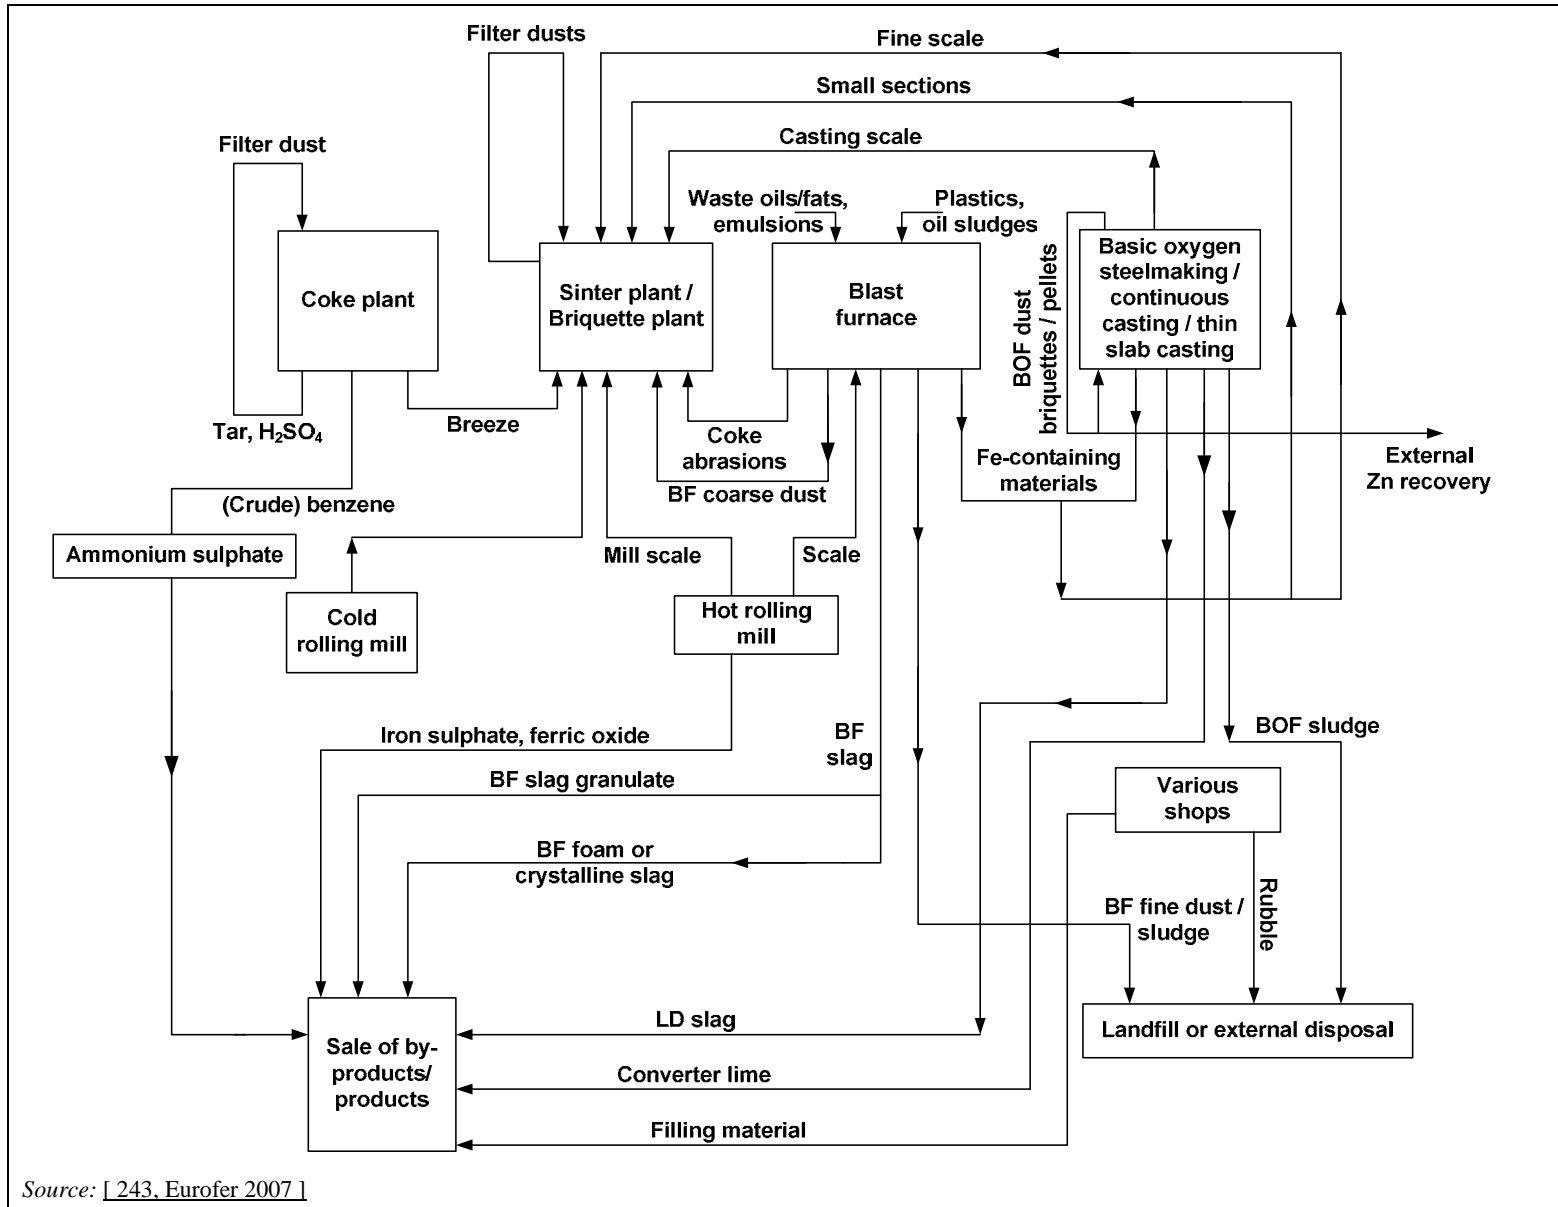 Filter dusts
Fine scale
Small sections
Casting scale
Filter dust
Waste oils/fats,
emulsions
Plastics,
oil sludges
Coke plant
Sinter plant /
Briquette plant
Blast
furnace
BOF dust
briquettes / pellets
Basic oxygen
steelmaking /
continuous
casting / thin
slab casting
Tar, H₂SO₄
Breeze
Coke
abrasions
BF coarse dust
Fe-containing
materials
External
Zn recovery
(Crude) benzene
Ammonium sulphate
Mill scale
Scale
Cold
rolling mill
Hot rolling
mill
Iron sulphate, ferric oxide
BF
slag
BOF sludge
BF slag granulate
Various
shops
BF foam or
crystalline slag
BF fine dust /
sludge
Rubble
LD slag
Landfill or external disposal
Sale of by-
products/
products
Converter lime
Filling material
Source: [ 243, Eurofer 2007 ]